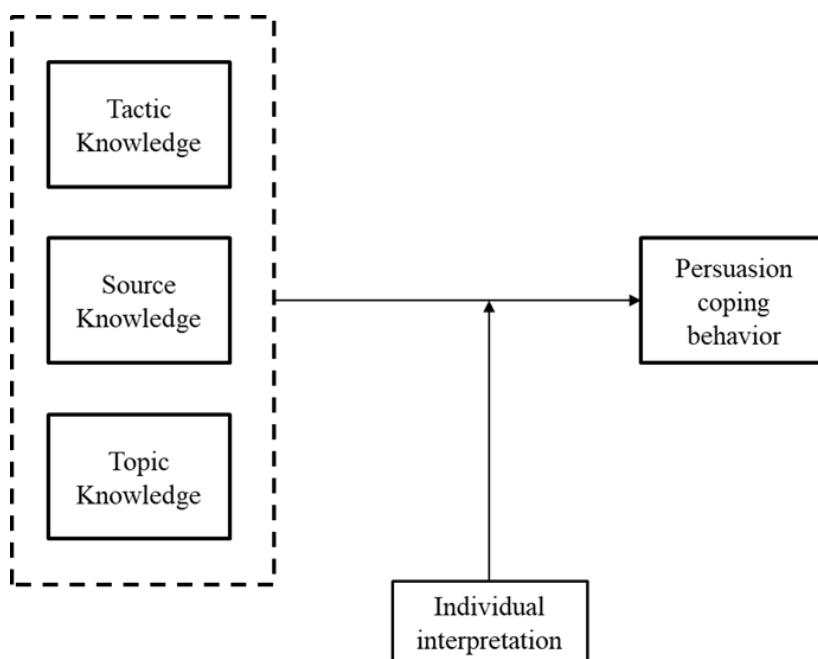 Tactic
Knowledge
Source
Knowledge
Topic
Knowledge
Persuasion
coping
behavior
Individual
interpretation